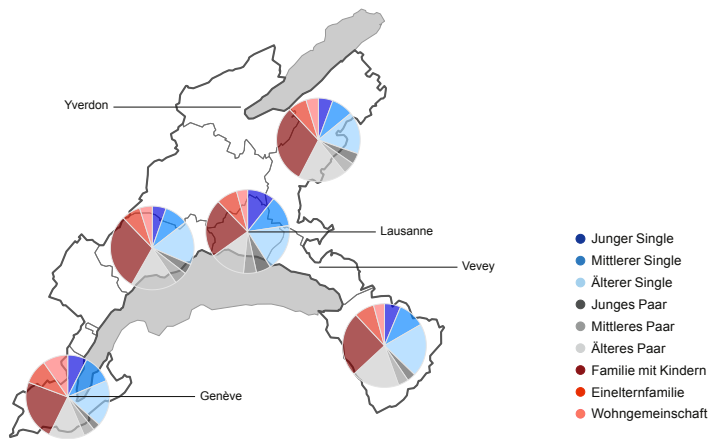 Yverdon
Lausanne
Vevey
Genève
Junger Single
Mittlerer Single
Älterer Single
Junges Paar
Mittleres Paar
Älteres Paar
Familie mit Kindern
Einelternfamilie
Wohngemeinschaft